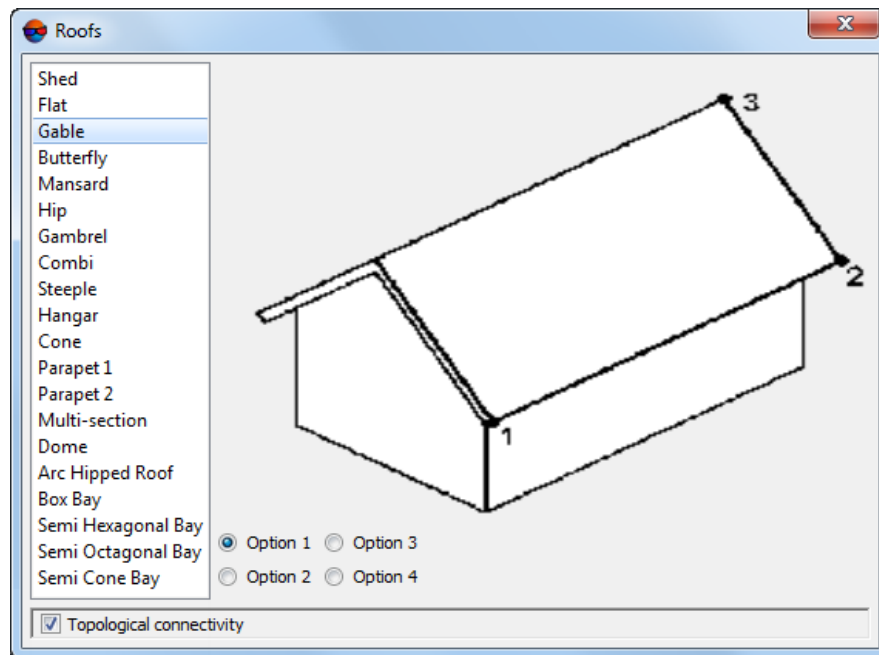 Roofs
Shed
Flat
Gable
Butterfly
Mansard
Hip
Gambrel
Combi
Steeple
Hangar
Cone
Parapet 1
Parapet 2
Multi-section
Dome
Arc Hipped Roof
Box Bay
Semi Hexagonal Bay
Semi Octagonal Bay
Semi Cone Bay
3
2
1
Option 1 Option 3
Option 2 Option 4
Topological connectivity